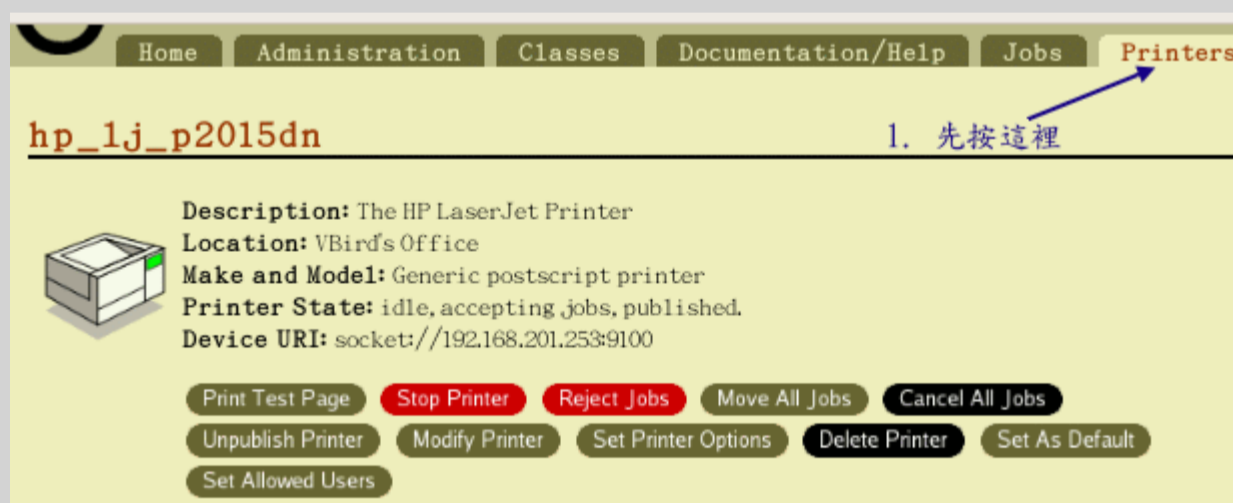 Home Administration Classes Documentation/Help Jobs Printers
hp_lj_p2015dn
1. 先按這裡
Description: The HP LaserJet Printer
Location: VBird's Office
Make and Model: Generic postscript printer
Printer State: idle, accepting jobs, published.
Device URI: socket://192.168.201.253:9100
Print Test Page Stop Printer Reject Jobs Move All Jobs Cancel All Jobs
Unpublish Printer Modify Printer Set Printer Options Delete Printer Set As Default
Set Allowed Users